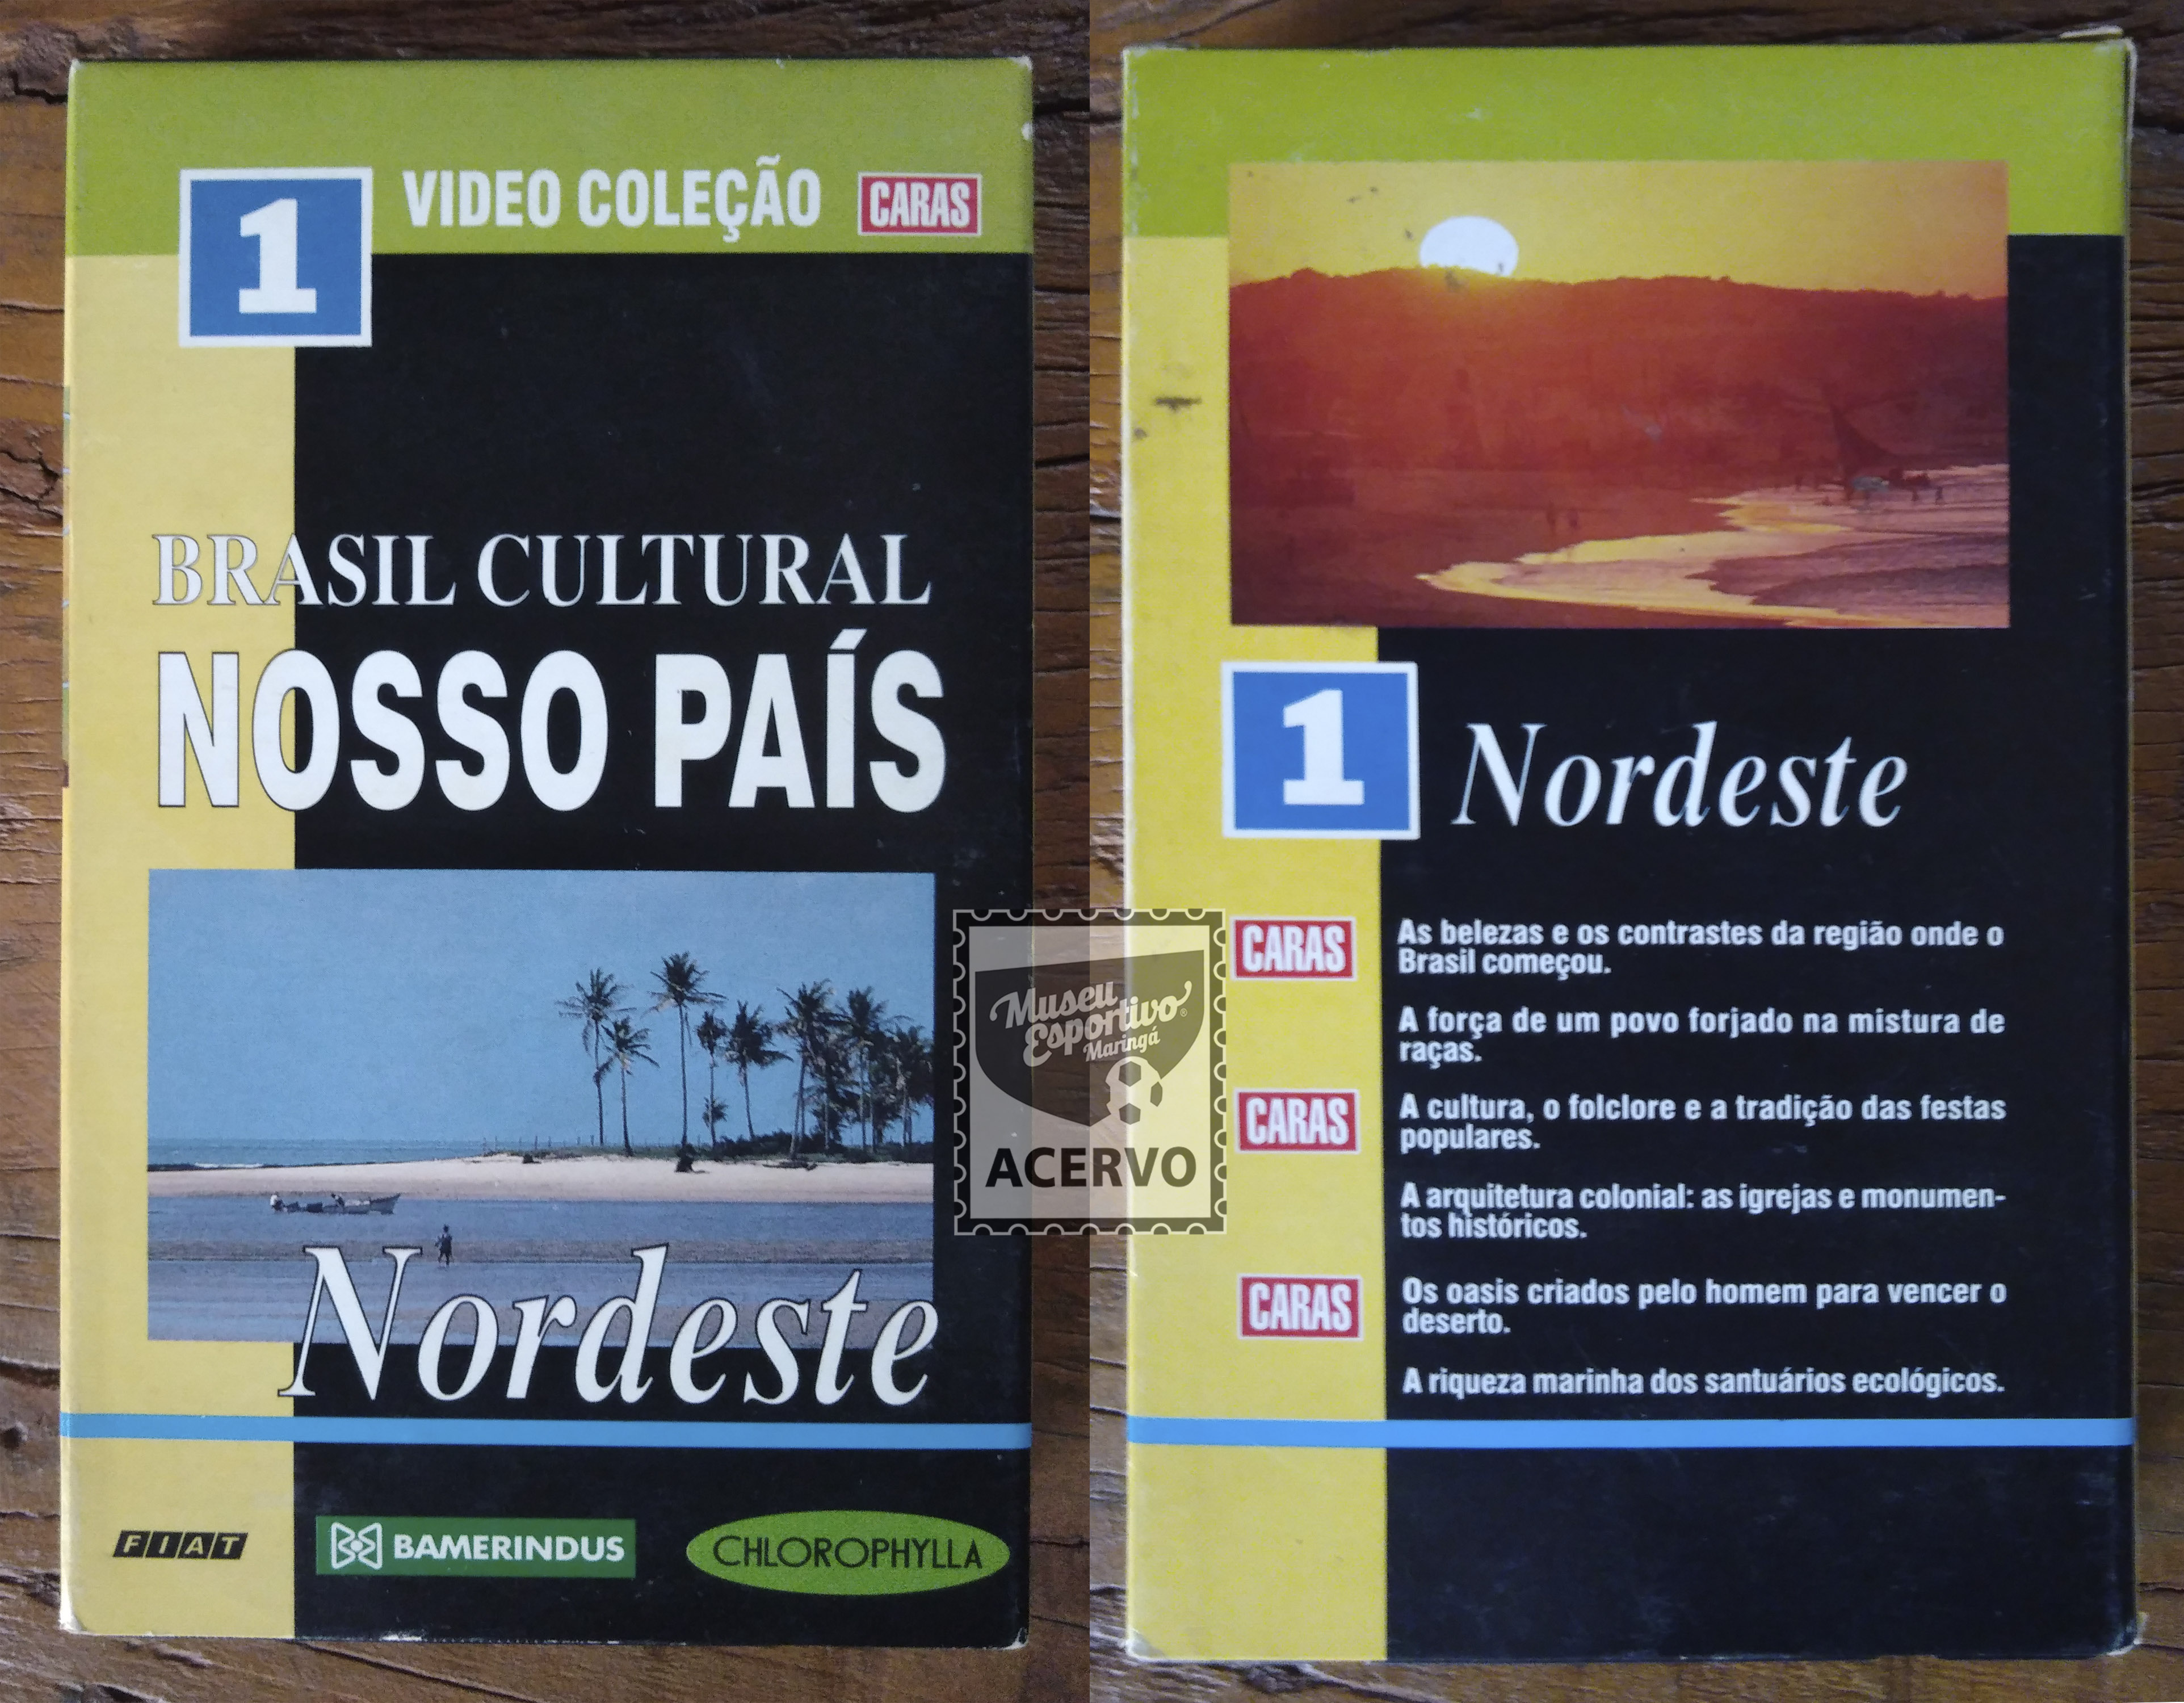 1
VIDEO COLEÇÃO
CARAS
BRASIL CULTURAL
NOSSO PAÍS
Nordeste
FIAT
BAMERINDUS
CHLOROPHYLLA
Museu
Esportivo
Maringá
ACERVO
1
Nordeste
CARAS
As belezas e os contrastes da região onde o
Brasil começou.
A força de um povo forjado na mistura de
raças.
CARAS
A cultura, o folclore e a tradição das festas
populares.
A arquitetura colonial: as igrejas e monumen-
tos históricos.
CARAS
Os oasis criados pelo homem para vencer o
deserto.
A riqueza marinha dos santuários ecológicos.